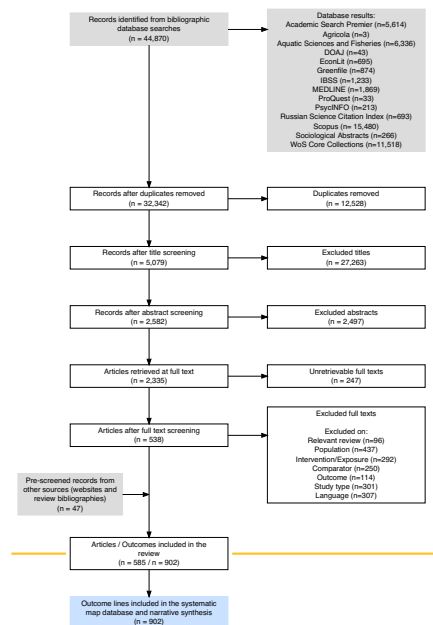 Records identified from bibliographic
database searches
(n = 44,870)
Database results:
Academic Search Premier (n=5,614)
Agricola (n=3)
Aquatic Sciences and Fisheries (n=6,336)
DOAJ (n=43)
EconLit (n=695)
Greenfile (n=874)
IBSS (n=1,233)
MEDLINE (n=1,869)
ProQuest (n=33)
PsycINFO (n=213)
Russian Science Citation Index (n=693)
Scopus (n= 15,480)
Sociological Abstracts (n=266)
WoS Core Collections (n=11,518)
Records after duplicates removed
(n = 32,342)
Duplicates removed
(n = 12,528)
Records after title screening
(n = 5,079)
Excluded titles
(n = 27,263)
Records after abstract screening
(n = 2,582)
Excluded abstracts
(n = 2,497)
Articles retrieved at full text
(n = 2,335)
Unretrievable full texts
(n = 247)
Articles after full text screening
(n = 538)
Excluded full texts
Excluded on:
Relevant review (n=96)
Population (n=437)
Intervention/Exposure (n=292)
Comparator (n=250)
Outcome (n=114)
Study type (n=301)
Language (n=307)
Pre-screened records from
other sources (websites and
review bibliographies)
(n = 47)
Articles / Outcomes included in the
review
(n = 585 / n = 902)
Outcome lines included in the systematic
map database and narrative synthesis
(n = 902)